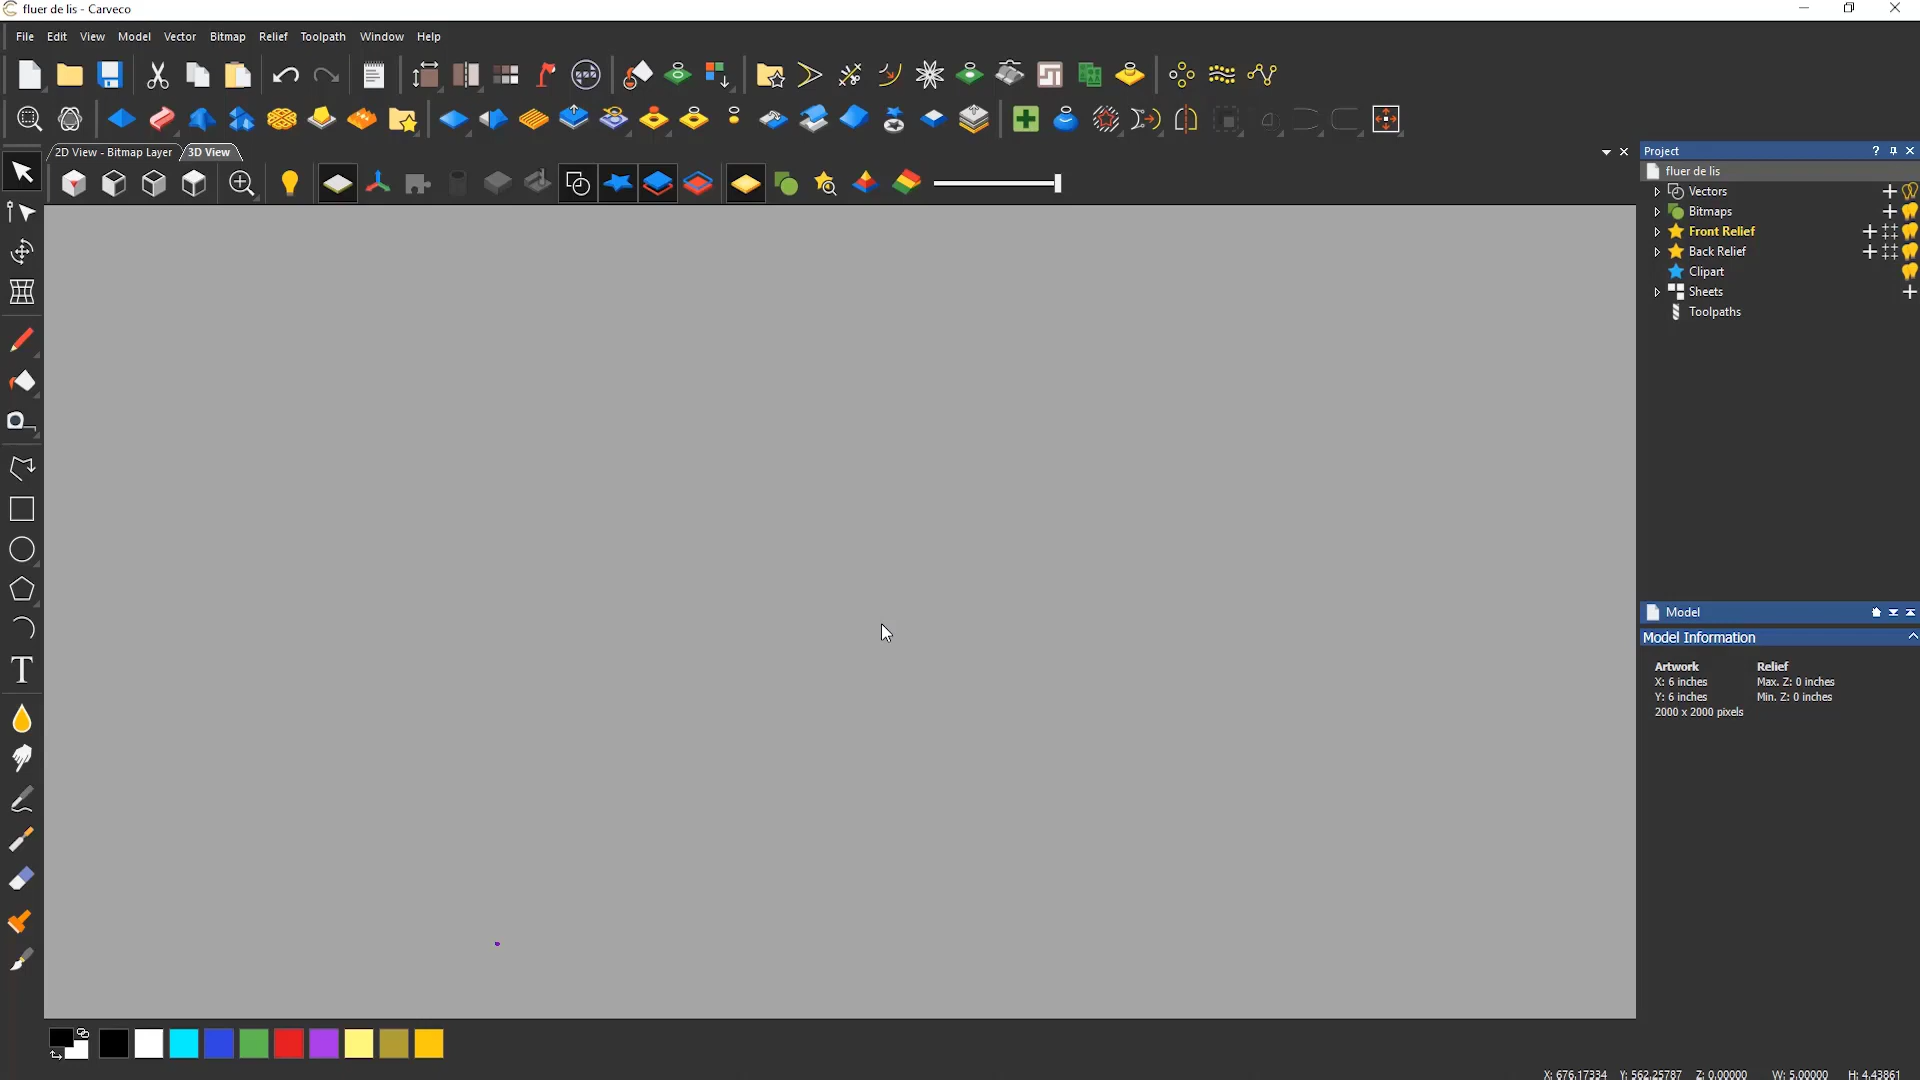 fluer de lis - Carveco
File Edit View Model Vector Bitmap Relief Toolpath Window Help
2D View - Bitmap Layer 3D View
Project
fluer de lis
Vectors
Bitmaps
Front Relief
Back Relief
Clipart
Sheets
Toolpaths
T
Model
Model Information
Artwork Relief
X: 6 inches Max. Z: 0 inches
Y: 6 inches Min. Z: 0 inches
2000 x 2000 pixels
X: 676.17334 Y: 562.25787 Z: 0.00000 W: 5.00000 H: 4.43861